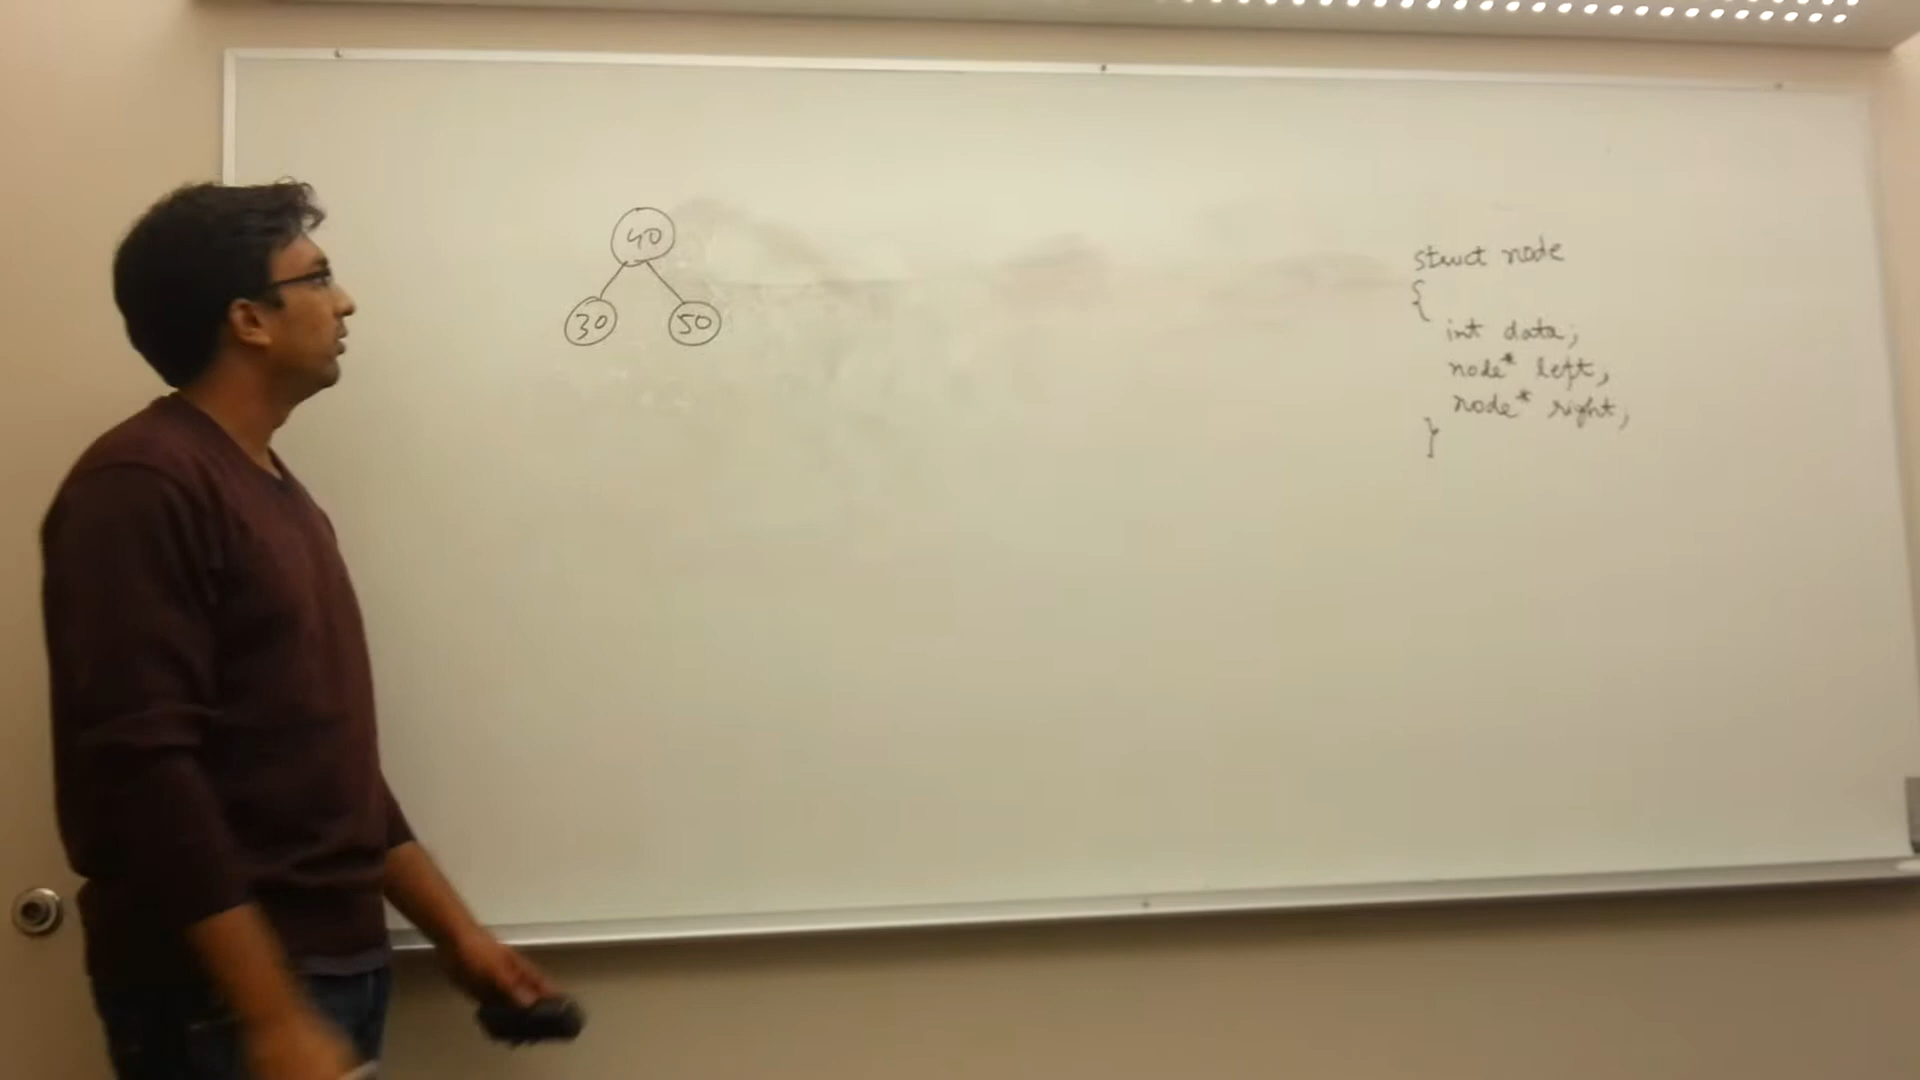 40
30 50
struct node
{
int data;
node* left;
node* right;
}